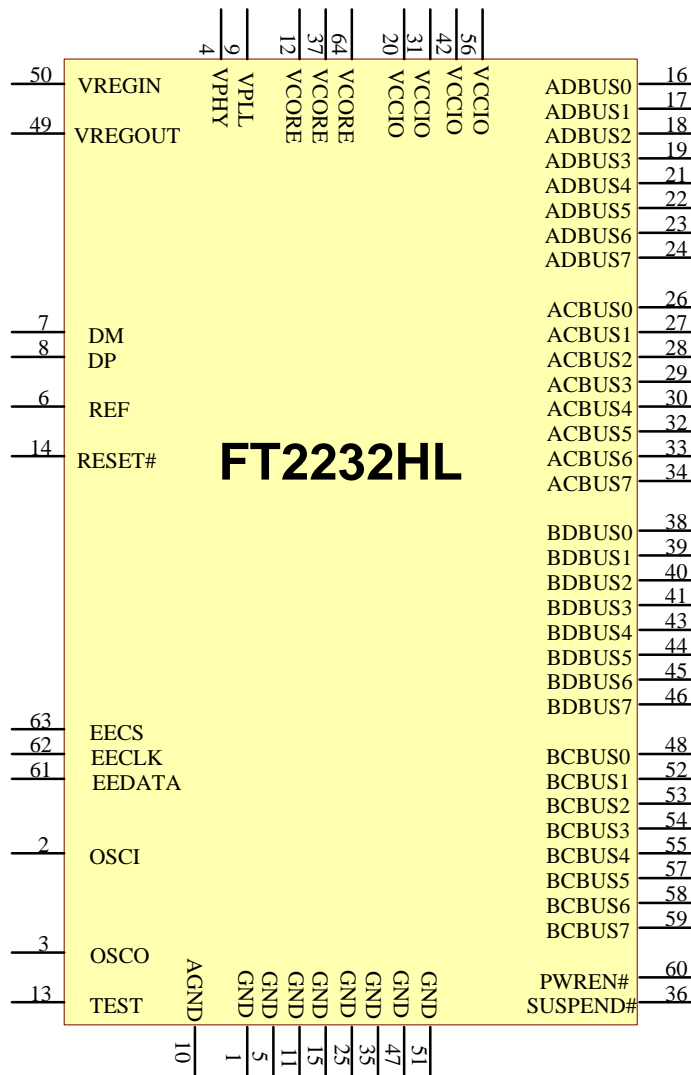 4 9 12 37 64 20 31 42 56
VPHY VPLL VCORE VCORE VCORE VCCIO VCCIO VCCIO VCCIO
50 VREGIN
49 VREGOUT
7 DM
8 DP
6 REF
14 RESET#
63 EECS
62 EECLK
61 EEDATA
2 OSCI
3 OSCO
13 TEST
FT2232HL
ADBUS0 16
ADBUS1 17
ADBUS2 18
ADBUS3 19
ADBUS4 21
ADBUS5 22
ADBUS6 23
ADBUS7 24
ACBUS0 26
ACBUS1 27
ACBUS2 28
ACBUS3 29
ACBUS4 30
ACBUS5 32
ACBUS6 33
ACBUS7 34
BDBUS0 38
BDBUS1 39
BDBUS2 40
BDBUS3 41
BDBUS4 43
BDBUS5 44
BDBUS6 45
BDBUS7 46
BCBUS0 48
BCBUS1 52
BCBUS2 53
BCBUS3 54
BCBUS4 55
BCBUS5 57
BCBUS6 58
BCBUS7 59
PWREN# 60
SUSPEND# 36
AGND GND GND GND GND GND GND GND GND
10 1 5 11 15 25 35 47 51